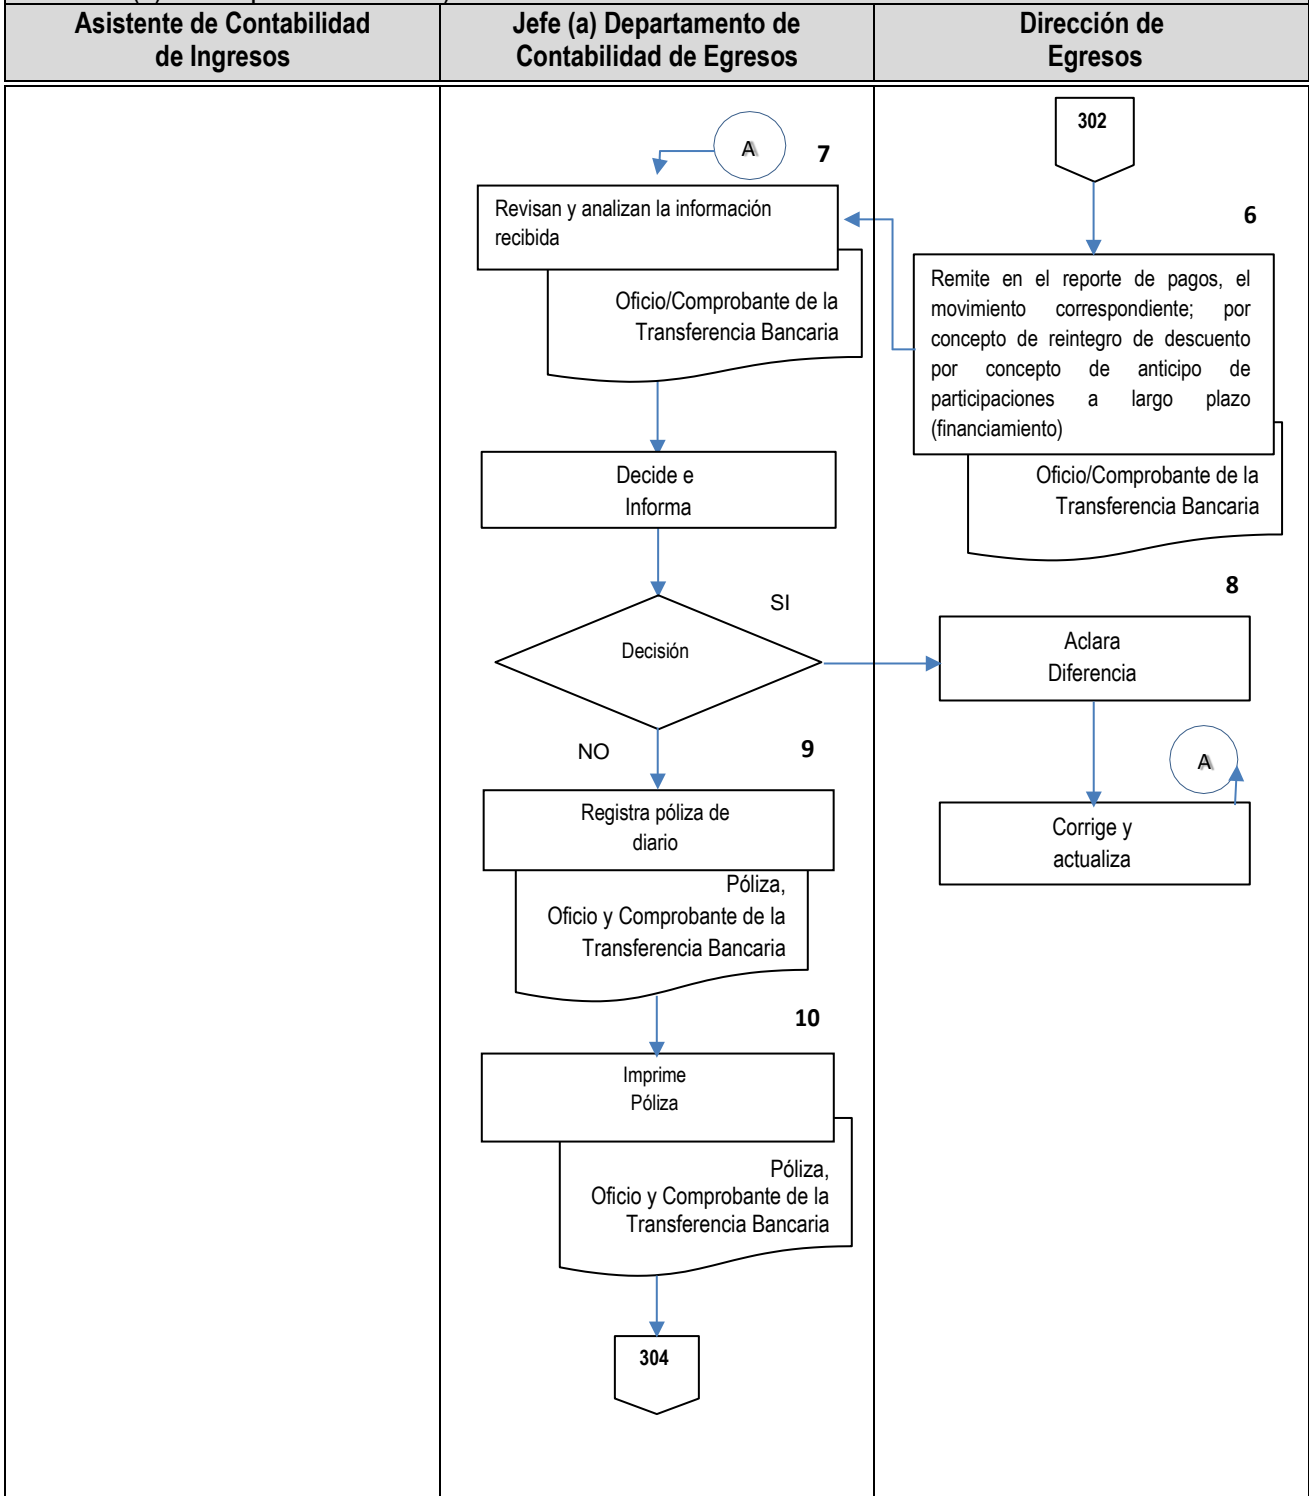 Asistente de Contabilidad
de Ingresos
Jefe (a) Departamento de
Contabilidad de Egresos
Dirección de
Egresos
302
A
7
6
Revisan y analizan la información
recibida
Oficio/Comprobante de la
Transferencia Bancaria
Remite en el reporte de pagos, el
movimiento correspondiente; por
concepto de reintegro de descuento
por concepto de anticipo de
participaciones a largo plazo
(financiamiento)
Oficio/Comprobante de la
Transferencia Bancaria
Decide e
Informa
8
SI
Decisión
Aclara
Diferencia
NO
9
A
Registra póliza de
diario
Corrige y
actualiza
Póliza,
Oficio y Comprobante de la
Transferencia Bancaria
10
Imprime
Póliza
Póliza,
Oficio y Comprobante de la
Transferencia Bancaria
304